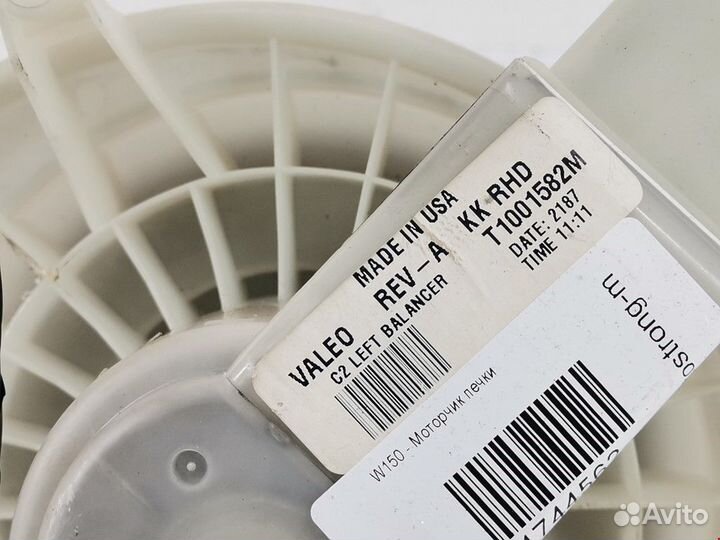 MADE IN USA
VALEO REV-A KK RHD
C2 LEFT BALANCER
T1001582M
DATE: 2187
TIME 11:11
W150 - Моторчик печки
ostrong-m
Avito